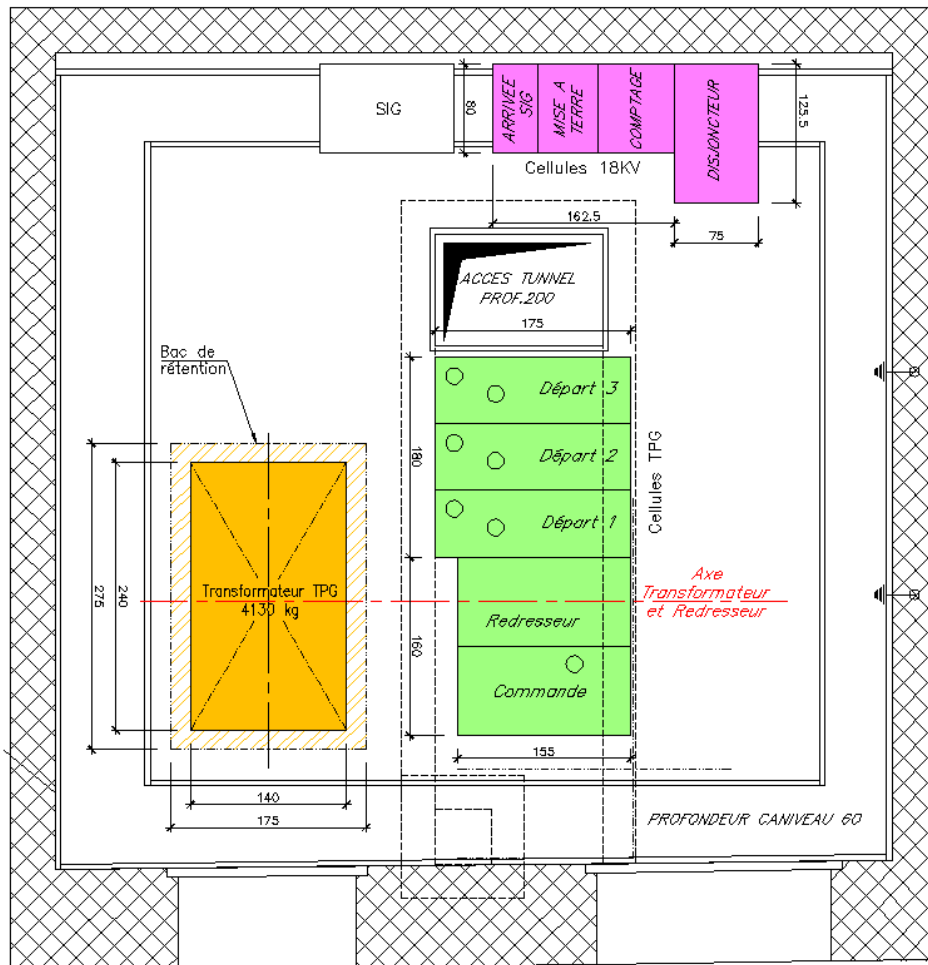 SIG
80
ARRIVEE
SIG
MISE A
TERRE
COMPTAGE
DISJONCTEUR
125.5
Cellules 18KV
162.5
75
ACCES TUNNEL
PROF.200
175
Bac de
rétention
Départ 3
Départ 2
Départ 1
180
Cellules TPG
275
240
Transformateur TPG
4130 kg
Axe
Transformateur
et Redresseur
Redresseur
160
Commande
155
140
175
PROFONDEUR CANIVEAU 60